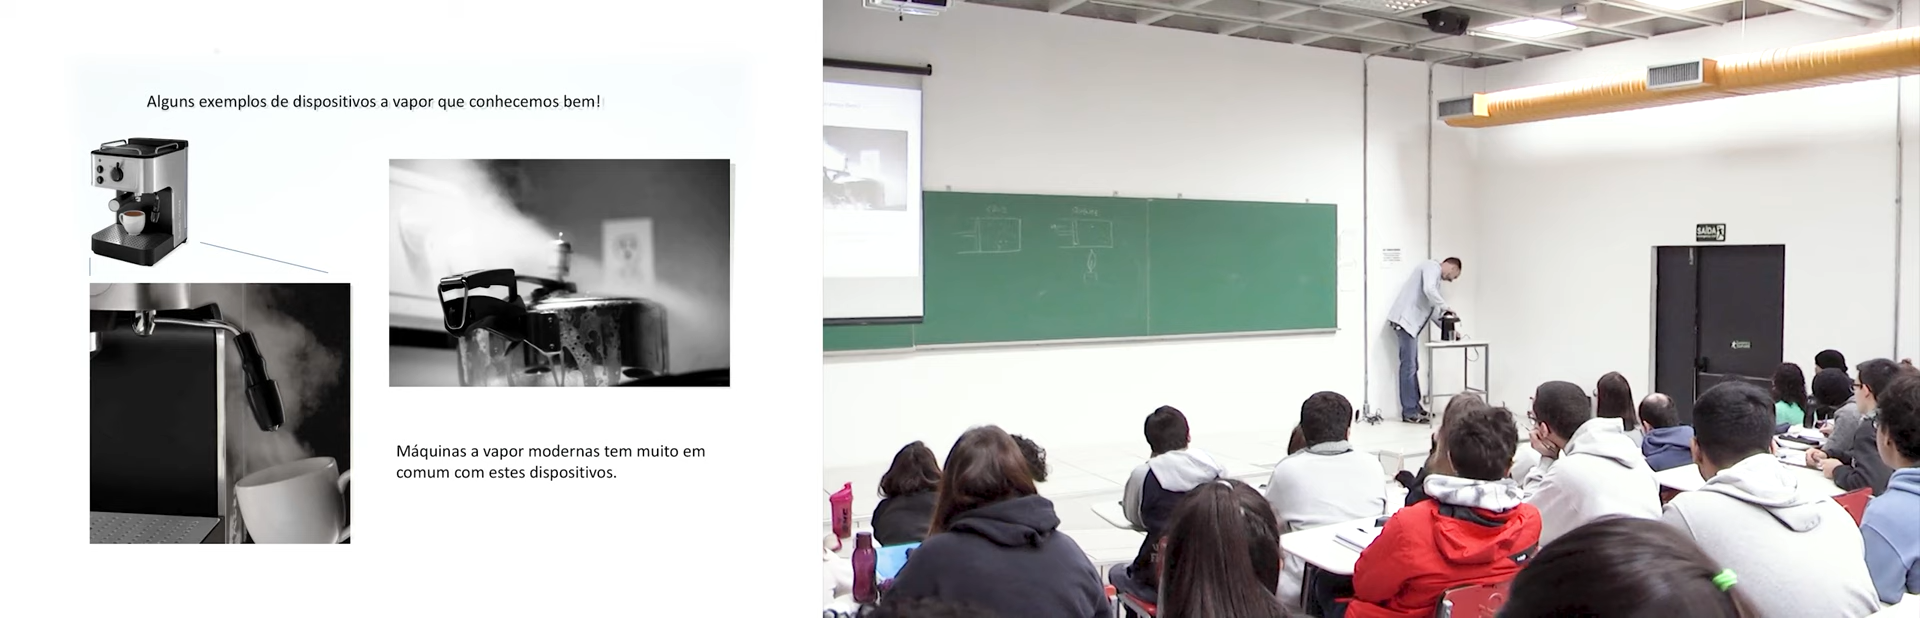 Alguns exemplos de dispositivos a vapor que conhecemos bem!
Máquinas a vapor modernas tem muito em
comum com estes dispositivos.
SAÍDA